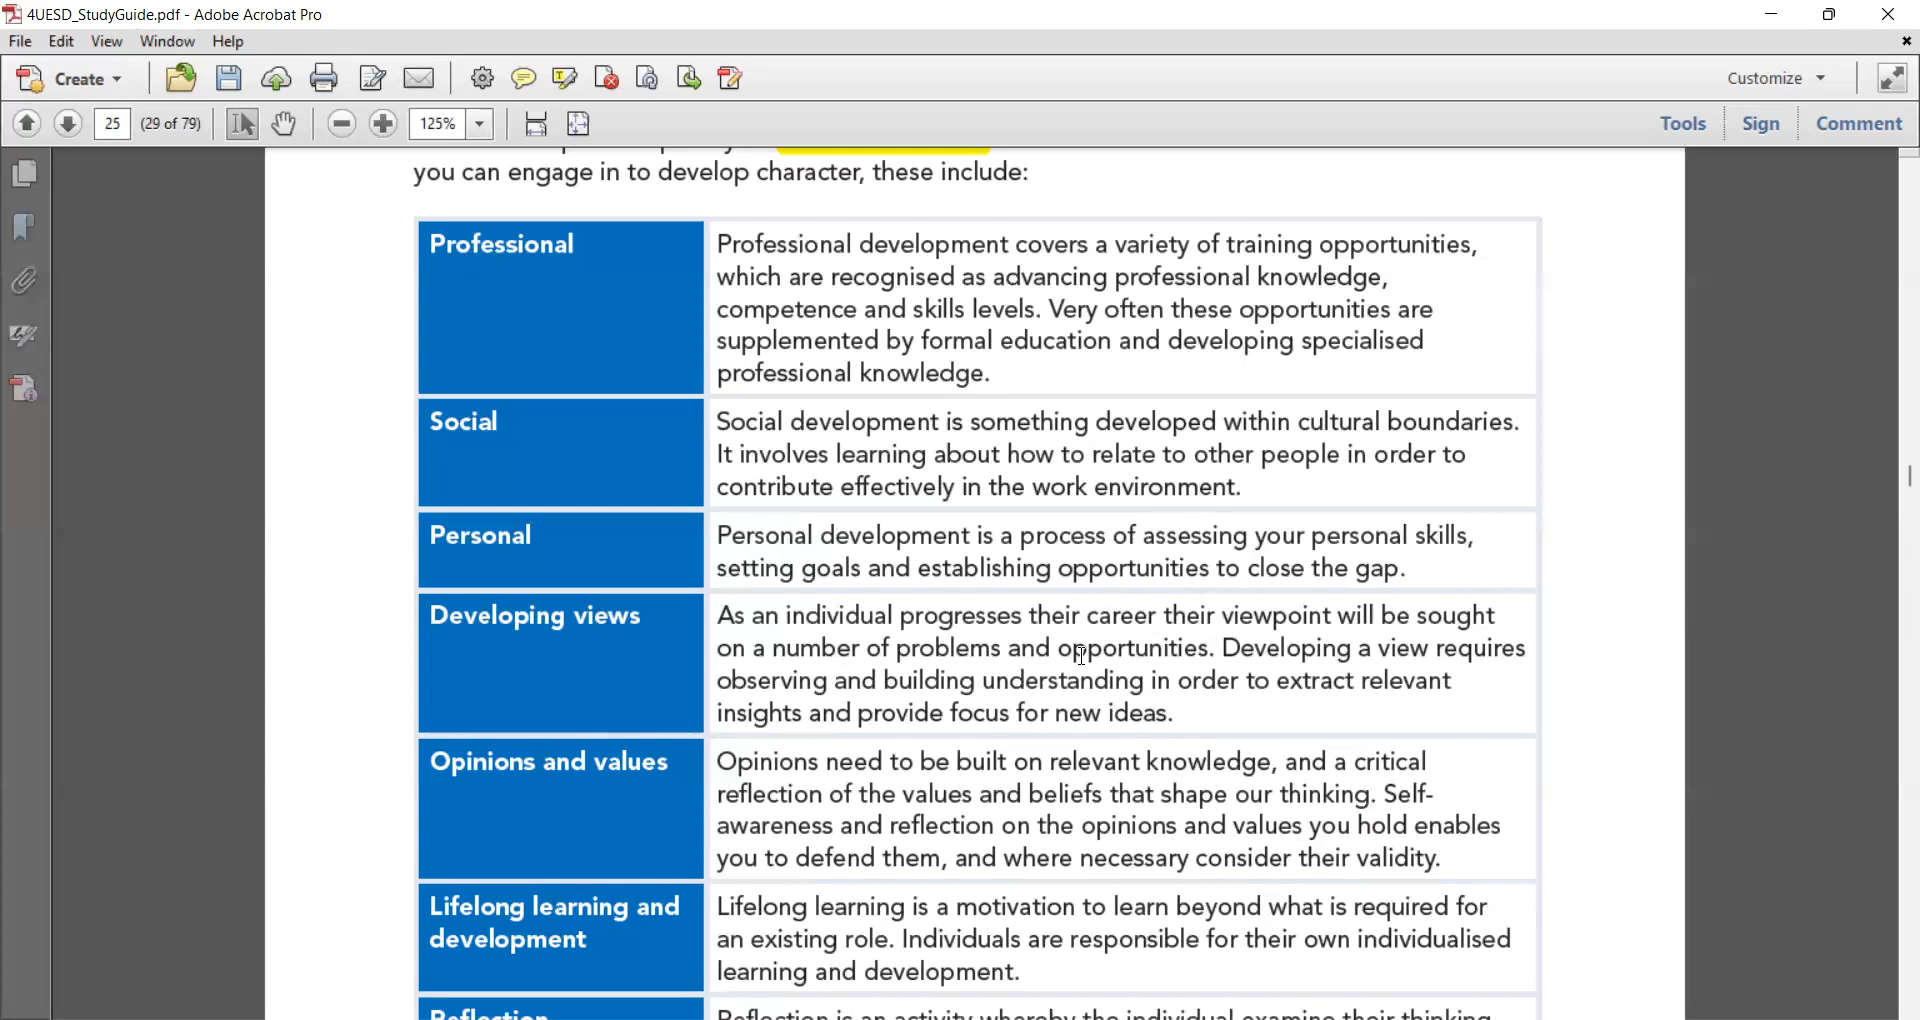 4UESD_StudyGuide.pdf - Adobe Acrobat Pro
File Edit View Window Help
Create Customize
25 (29 of 79) 125% Tools Sign Comment
you can engage in to develop character, these include:
Professional
Professional development covers a variety of training opportunities,
which are recognised as advancing professional knowledge,
competence and skills levels. Very often these opportunities are
supplemented by formal education and developing specialised
professional knowledge.
Social
Social development is something developed within cultural boundaries.
It involves learning about how to relate to other people in order to
contribute effectively in the work environment.
Personal
Personal development is a process of assessing your personal skills,
setting goals and establishing opportunities to close the gap.
Developing views
As an individual progresses their career their viewpoint will be sought
on a number of problems and opportunities. Developing a view requires
observing and building understanding in order to extract relevant
insights and provide focus for new ideas.
Opinions and values
Opinions need to be built on relevant knowledge, and a critical
reflection of the values and beliefs that shape our thinking. Self-
awareness and reflection on the opinions and values you hold enables
you to defend them, and where necessary consider their validity.
Lifelong learning and
development
Lifelong learning is a motivation to learn beyond what is required for
an existing role. Individuals are responsible for their own individualised
learning and development.
Reflection
Reflection is an activity whereby the individual examine their thinking